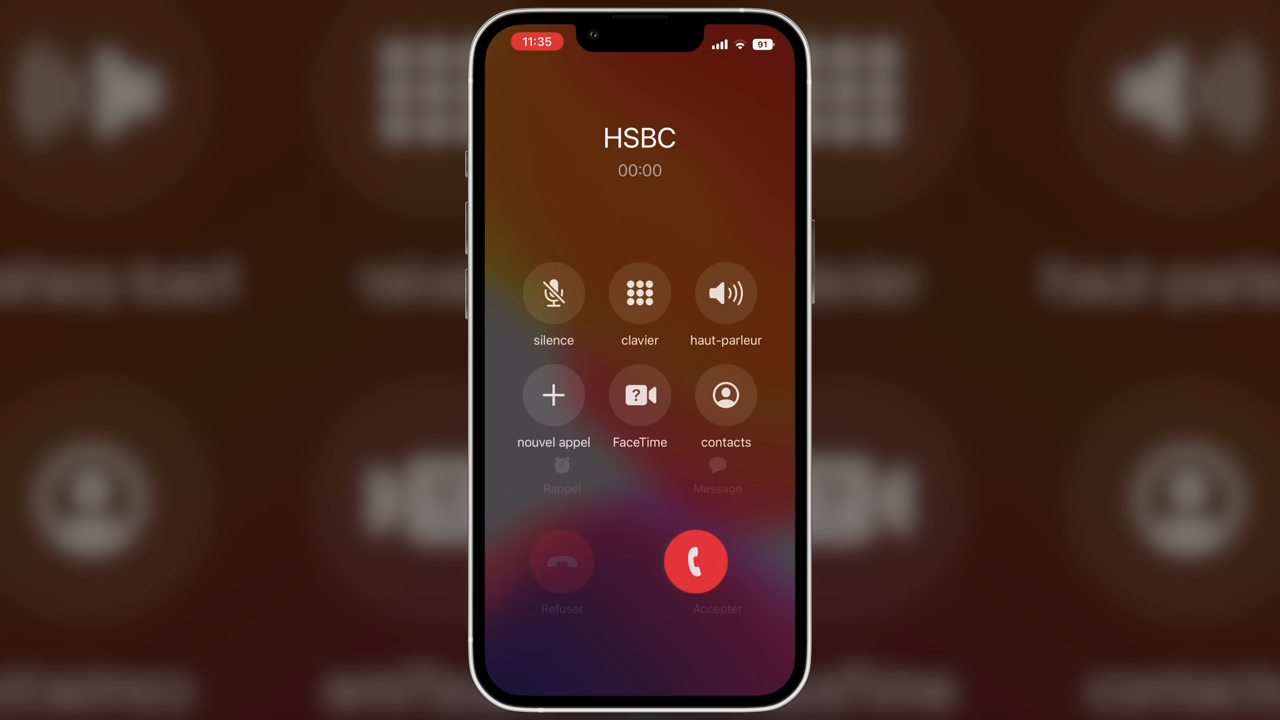 11:35
91
HSBC
00:00
silence
clavier
haut-parleur
nouvel appel
FaceTime
contacts
Rappel
Message
Refuser
Accepter